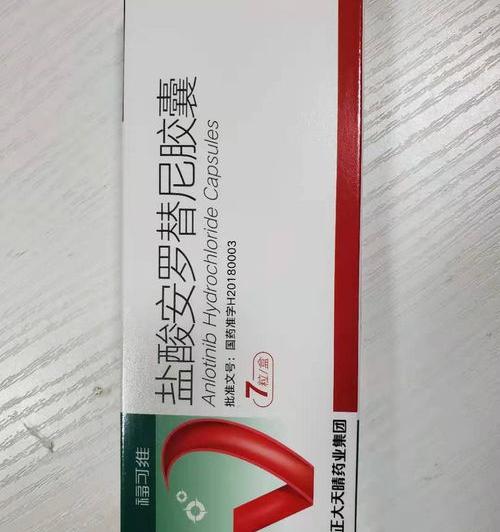 盐酸安罗替尼胶囊
Anlotinib Hydrochloride Capsules
批准文号：国药准字H20180003
7粒/盒
福可维
正大天晴药业集团